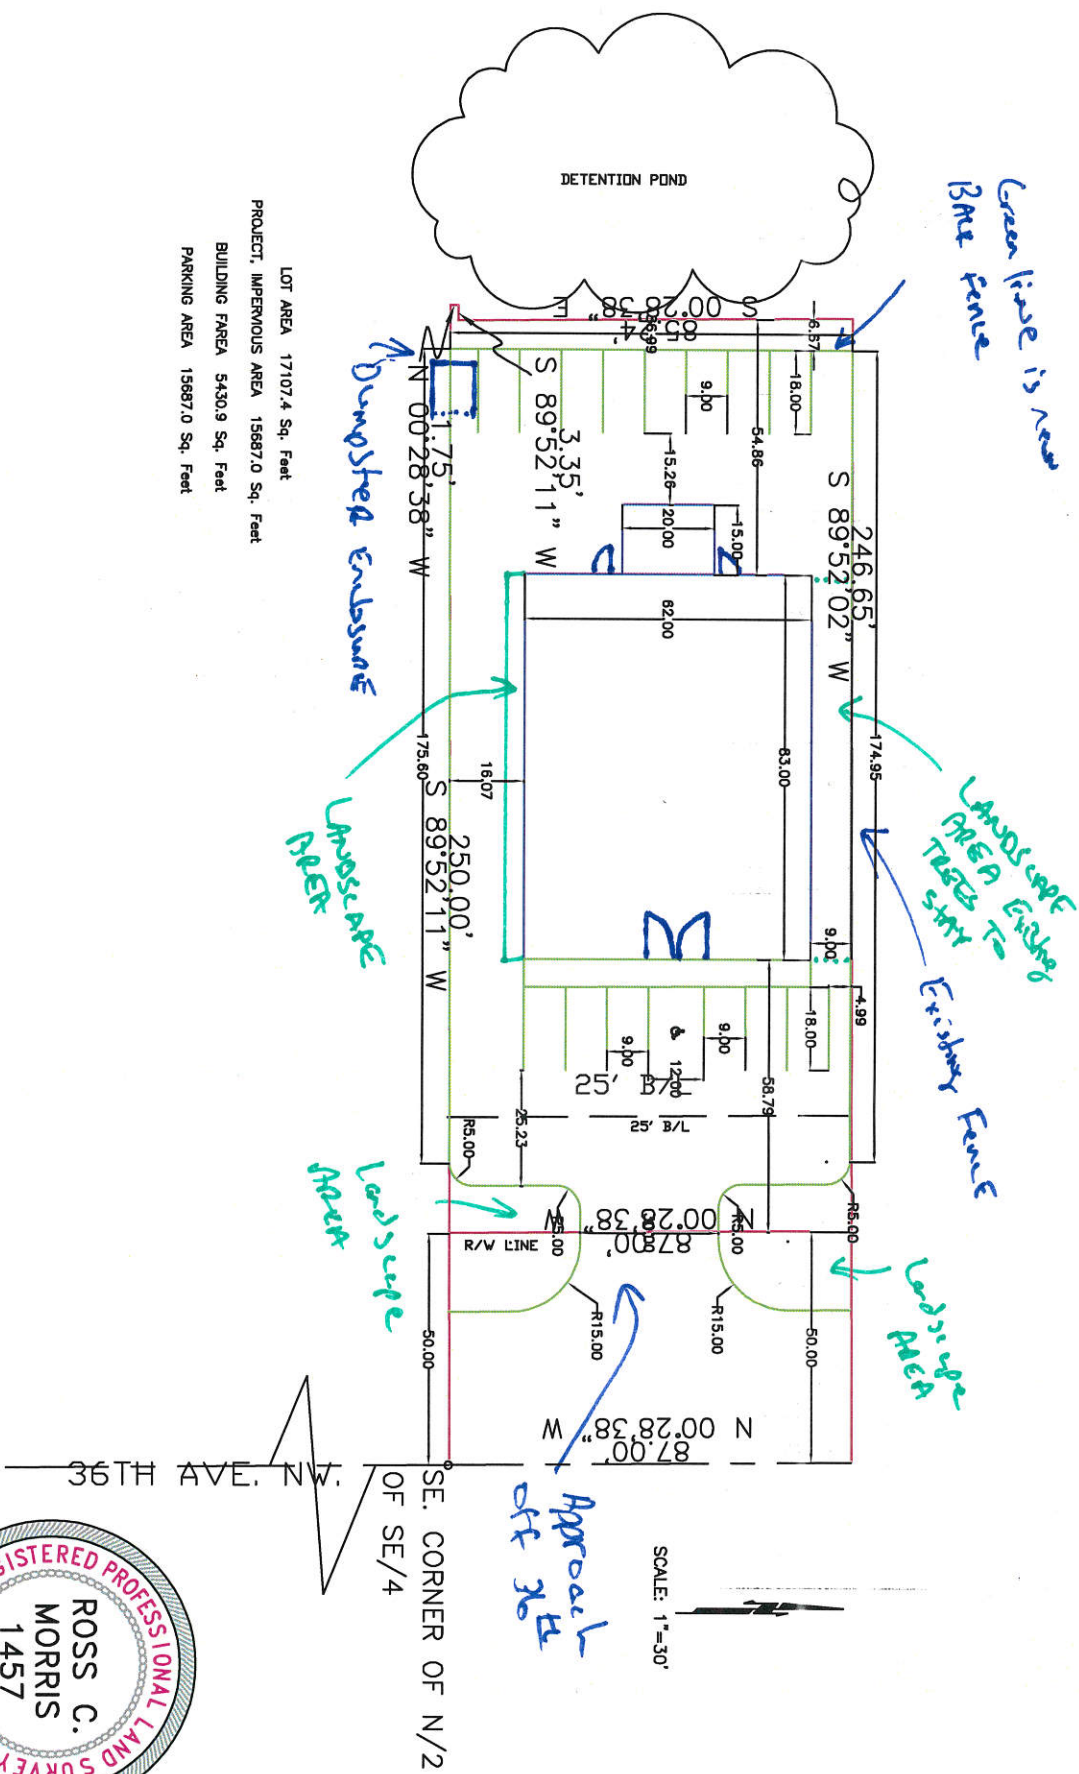 DETENTION POND
Green line is new
BACK fence
LOT AREA 17107.4 Sq. Feet
PROJECT, IMPERVIOUS AREA 15687.0 Sq. Feet
BUILDING FAREA 5430.9 Sq. Feet
PARKING AREA 15687.0 Sq. Feet
S 00°28'38" E
6.67
N 00°28'38" W
1.75'
S 89°52'11" W
3.35'
Dumpster Enclosure
18.00
9.00
54.86
15.26
20.00
15.00
62.00
83.00
246.65'
S 89°52'02" W
174.95
175.60
16.07
250.00'
S 89°52'11" W
LANDSCAPE
AREA
LANDSCAPE
AREA Existing
TREES TO
STAY
Existing Fence
9.00
4.99
18.00
9.00
9.00
12.00
58.79
25' B/L
25' B/L
25.23
R5.00
R5.00
R5.00
R5.00
N 00°28'38" W
87.00'
30.00
R/W LINE
Landscape
AREA
Landscape
AREA
R15.00
R15.00
50.00
50.00
N 00°28'38" W
87.00'
Approach
off 36th
36TH AVE. NW.
SE. CORNER OF N/2
OF SE/4
SCALE: 1"=30'
GISTERED PROFESSIONAL LAND SURVEY
ROSS C.
MORRIS
1457